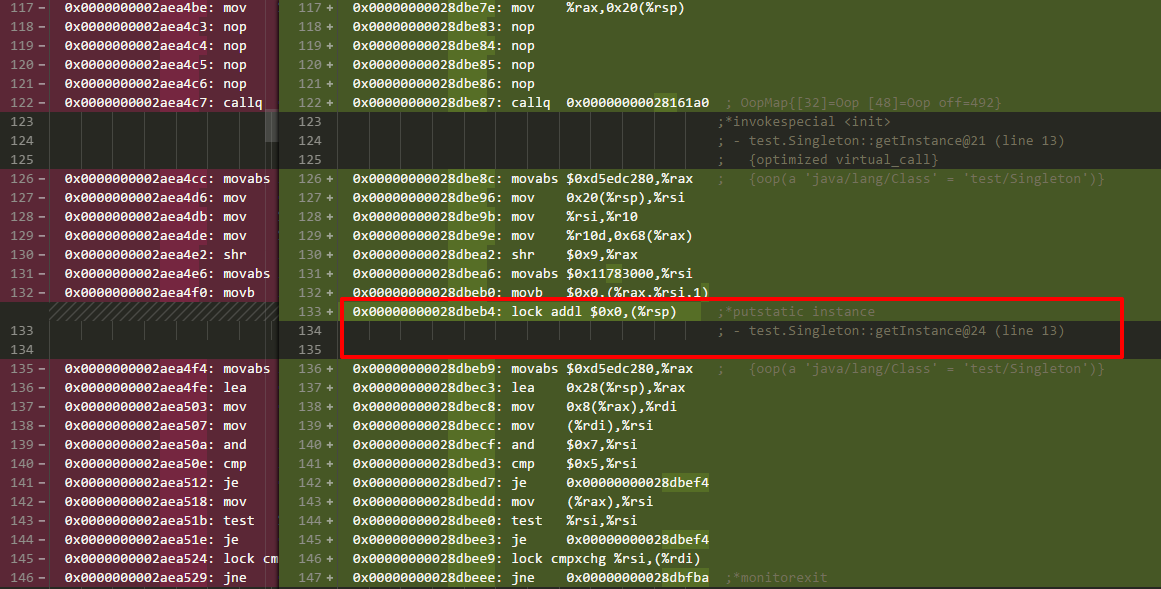 117 - 0x0000000002aea4be: mov 117 + 0x00000000028dbe7e: mov %rax,0x20(%rsp)
118 - 0x0000000002aea4c3: nop 118 + 0x00000000028dbe83: nop
119 - 0x0000000002aea4c4: nop 119 + 0x00000000028dbe84: nop
120 - 0x0000000002aea4c5: nop 120 + 0x00000000028dbe85: nop
121 - 0x0000000002aea4c6: nop 121 + 0x00000000028dbe86: nop
122 - 0x0000000002aea4c7: callq 122 + 0x00000000028dbe87: callq 0x00000000028161a0 ; OopMap{[32]=Oop [48]=Oop off=492}
123 123 ;*invokespecial <init>
124 124 ; - test.Singleton::getInstance@21 (line 13)
125 125 ; {optimized virtual_call}
126 - 0x0000000002aea4cc: movabs 126 + 0x00000000028dbe8c: movabs $0xd5edc280,%rax ; {oop(a 'java/lang/Class' = 'test/Singleton')}
127 - 0x0000000002aea4d6: mov 127 + 0x00000000028dbe96: mov 0x20(%rsp),%rsi
128 - 0x0000000002aea4db: mov 128 + 0x00000000028dbe9b: mov %rsi,%r10
129 - 0x0000000002aea4de: mov 129 + 0x00000000028dbe9e: mov %r10d,0x68(%rax)
130 - 0x0000000002aea4e2: shr 130 + 0x00000000028dbea2: shr $0x9,%rax
131 - 0x0000000002aea4e6: movabs 131 + 0x00000000028dbea6: movabs $0x11783000,%rsi
132 - 0x0000000002aea4f0: movb 132 + 0x00000000028dbeb0: movb $0x0,(%rax,%rsi,1)
133 + 0x00000000028dbeb4: lock addl $0x0,(%rsp) ;*putstatic instance
133 134 ; - test.Singleton::getInstance@24 (line 13)
134 135
135 - 0x0000000002aea4f4: movabs 136 + 0x00000000028dbeb9: movabs $0xd5edc280,%rax ; {oop(a 'java/lang/Class' = 'test/Singleton')}
136 - 0x0000000002aea4fe: lea 137 + 0x00000000028dbec3: lea 0x28(%rsp),%rax
137 - 0x0000000002aea503: mov 138 + 0x00000000028dbec8: mov 0x8(%rax),%rdi
138 - 0x0000000002aea507: mov 139 + 0x00000000028dbecc: mov (%rdi),%rsi
139 - 0x0000000002aea50a: and 140 + 0x00000000028dbecf: and $0x7,%rsi
140 - 0x0000000002aea50e: cmp 141 + 0x00000000028dbed3: cmp $0x5,%rsi
141 - 0x0000000002aea512: je 142 + 0x00000000028dbed7: je 0x00000000028dbef4
142 - 0x0000000002aea518: mov 143 + 0x00000000028dbedd: mov (%rax),%rsi
143 - 0x0000000002aea51b: test 144 + 0x00000000028dbee0: test %rsi,%rsi
144 - 0x0000000002aea51e: je 145 + 0x00000000028dbee3: je 0x00000000028dbef4
145 - 0x0000000002aea524: lock cm 146 + 0x00000000028dbee9: lock cmpxchg %rsi,(%rdi)
146 - 0x0000000002aea529: jne 147 + 0x00000000028dbeee: jne 0x00000000028dbfba ;*monitorexit